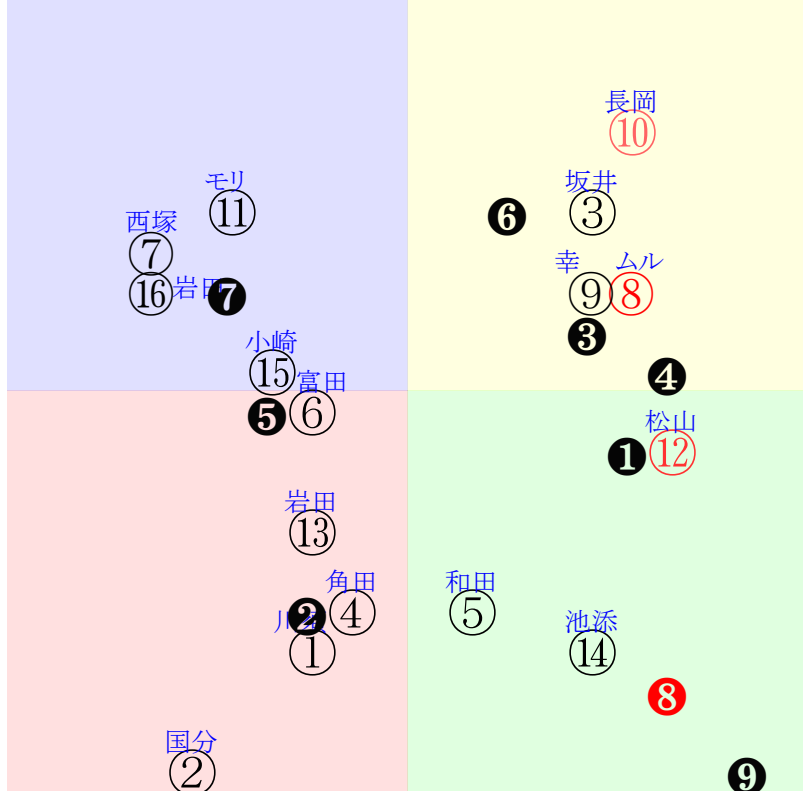 長岡
⑩
モリ
⑪
坂井
③
❻
西塚
⑦
幸
ムル
⑯
岩田
❼
⑨
⑧
❸
小崎
⑮
富田
❹
❺
⑥
松山
❶
⑫
岩田
⑬
角田
和田
❷
④
⑤
川
①
池添
⑭
❽
国分
②
❾